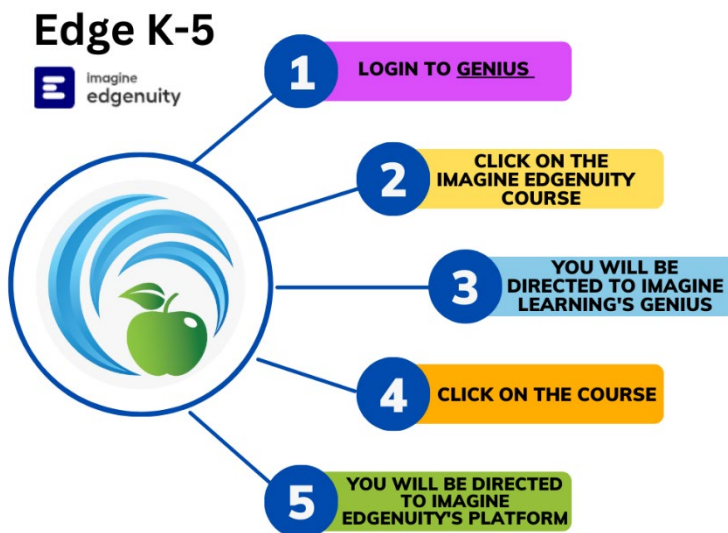 Edge K-5
imagine
edgenuity
1
LOGIN TO GENIUS
2
CLICK ON THE
IMAGINE EDGENUITY
COURSE
3
YOU WILL BE
DIRECTED TO IMAGINE
LEARNING'S GENIUS
4
CLICK ON THE COURSE
5
YOU WILL BE DIRECTED
TO IMAGINE
EDGENUITY'S PLATFORM